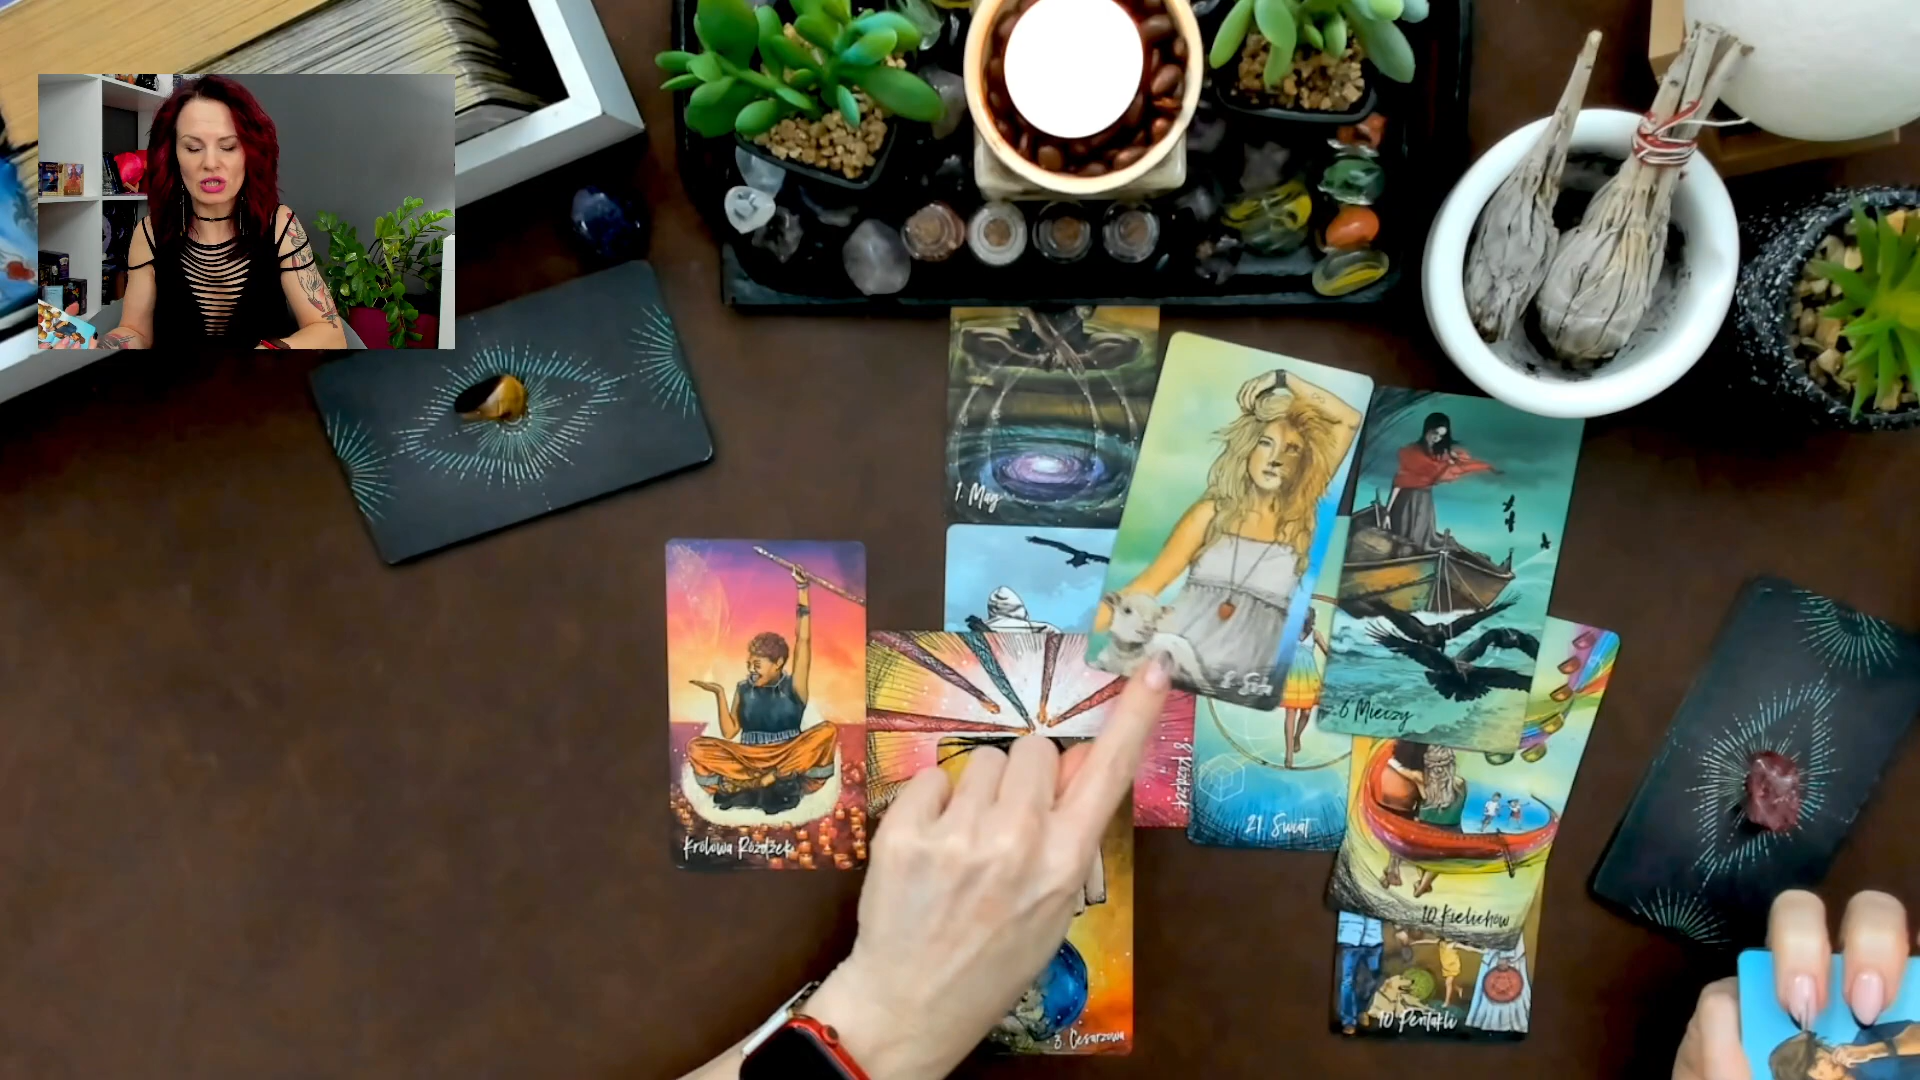 1. Mag
8. Siła
6 Mieczy
8 Różdżek
21. Świat
Królowa Różdżek
10 Kielichów
10 Pentakli
3. Cesarzowa